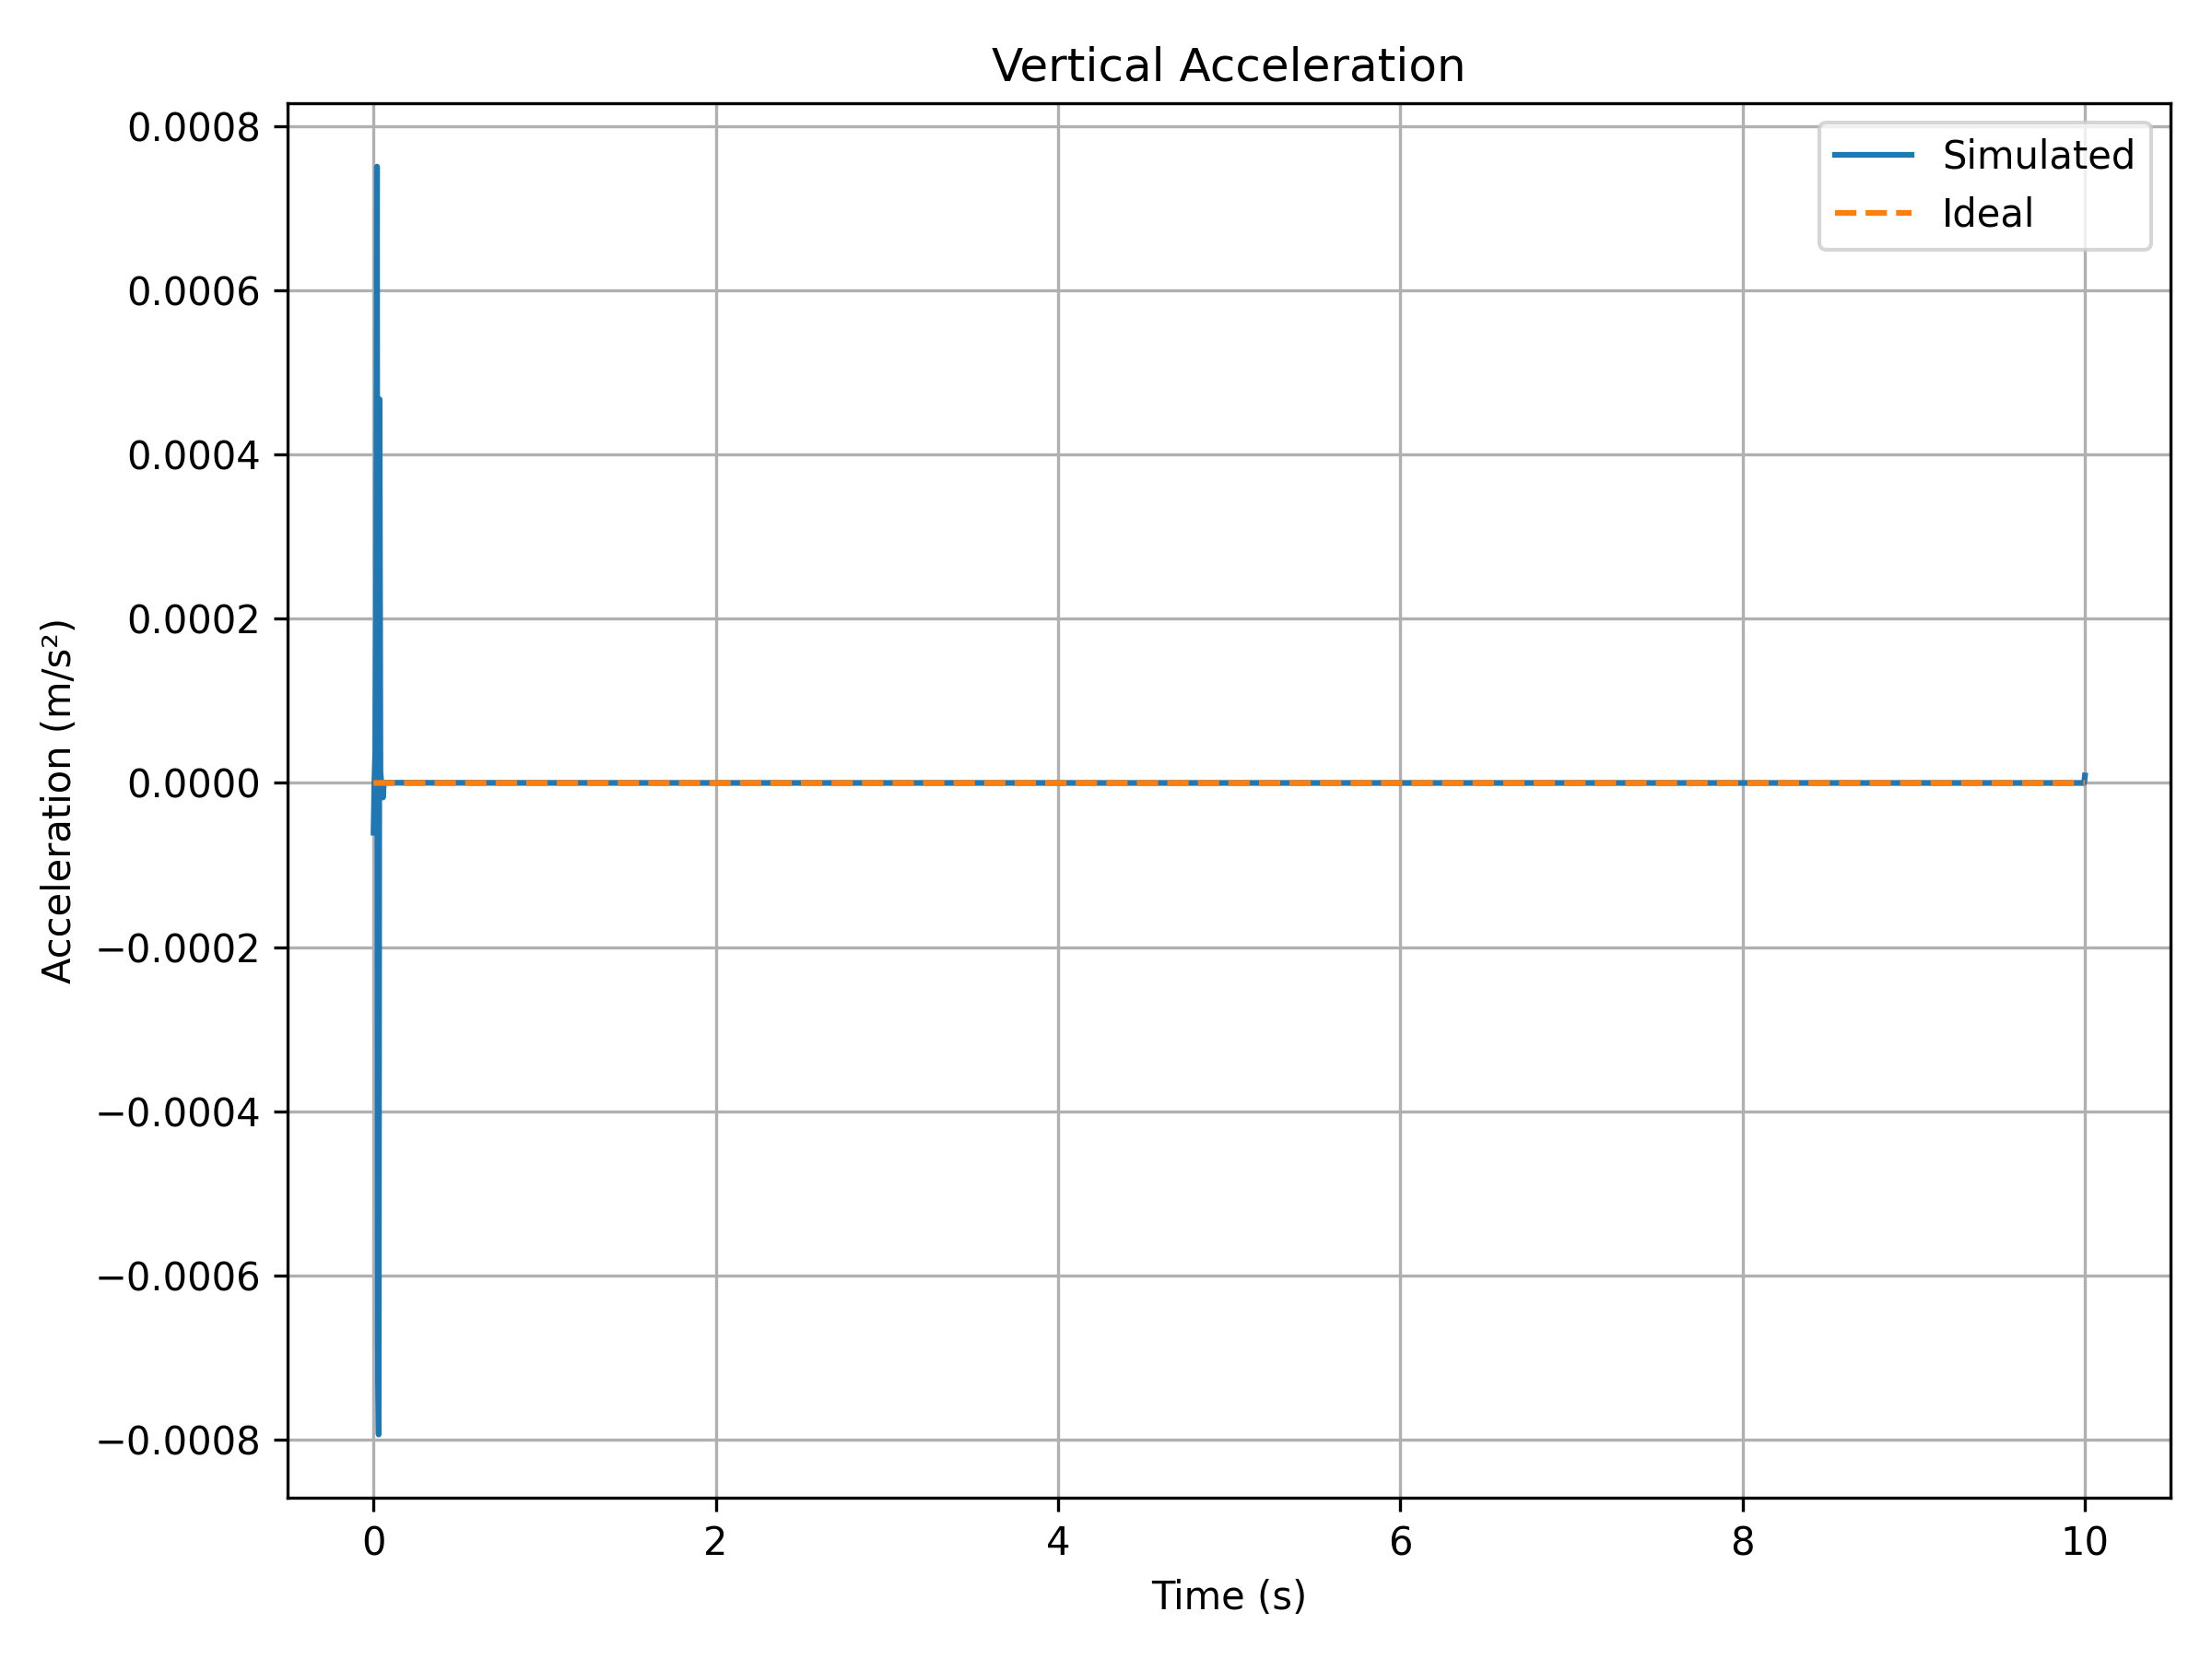 Vertical Acceleration
0.0008
0.0006
0.0004
0.0002
0.0000
−0.0002
−0.0004
−0.0006
−0.0008
Acceleration (m/s²)
Simulated
Ideal
0 2 4 6 8 10
Time (s)